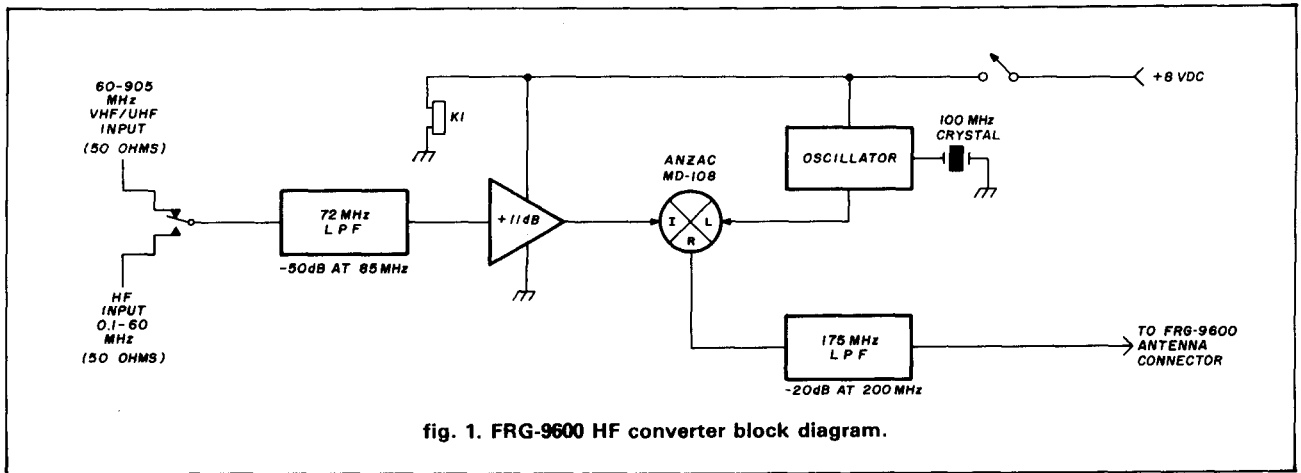 60-905
MHz
VHF/UHF
INPUT
(50 OHMS)
K1
+8 VDC
100 MHz
CRYSTAL
OSCILLATOR
ANZAC
MD-108
72 MHz
LPF
-50dB AT 85MHz
+11dB
I
L
R
HF
INPUT
0.1-60
MHz
(50 OHMS)
175 MHz
LPF
-20dB AT 200MHz
TO FRG-9600
ANTENNA
CONNECTOR
fig. 1. FRG-9600 HF converter block diagram.